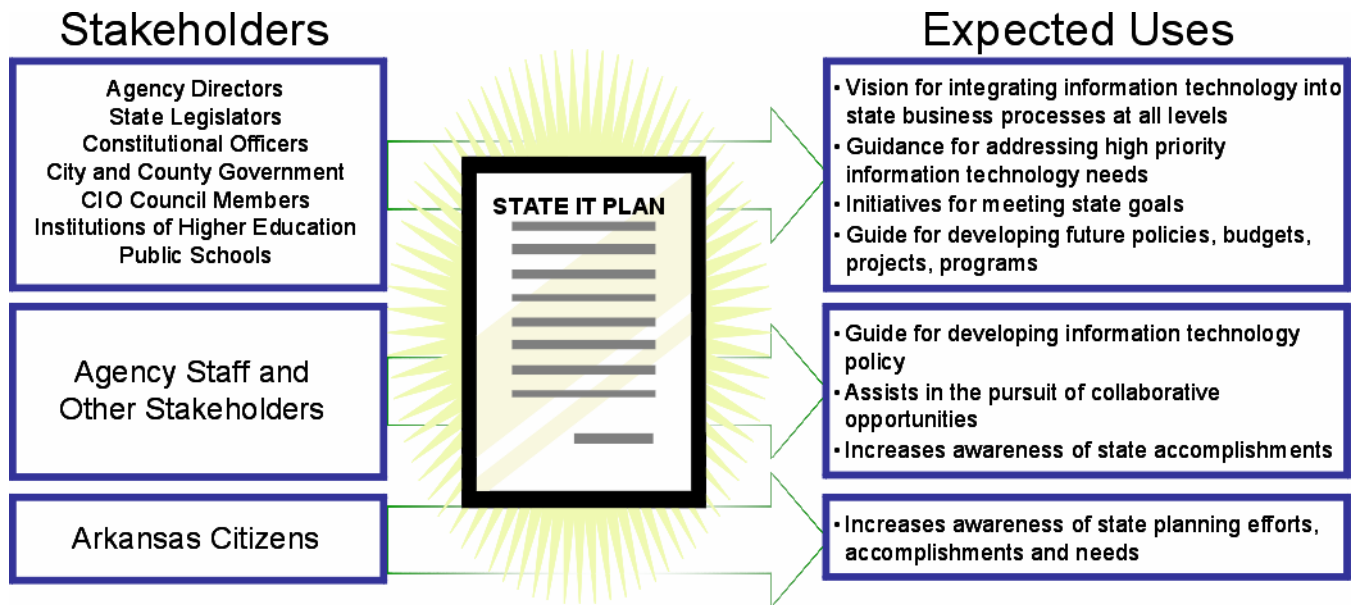 Stakeholders
Agency Directors
State Legislators
Constitutional Officers
City and County Government
CIO Council Members
Institutions of Higher Education
Public Schools
Agency Staff and
Other Stakeholders
Arkansas Citizens
STATE IT PLAN
Expected Uses
• Vision for integrating information technology into
state business processes at all levels
• Guidance for addressing high priority
information technology needs
• Initiatives for meeting state goals
• Guide for developing future policies, budgets,
projects, programs
• Guide for developing information technology
policy
• Assists in the pursuit of collaborative
opportunities
• Increases awareness of state accomplishments
• Increases awareness of state planning efforts,
accomplishments and needs